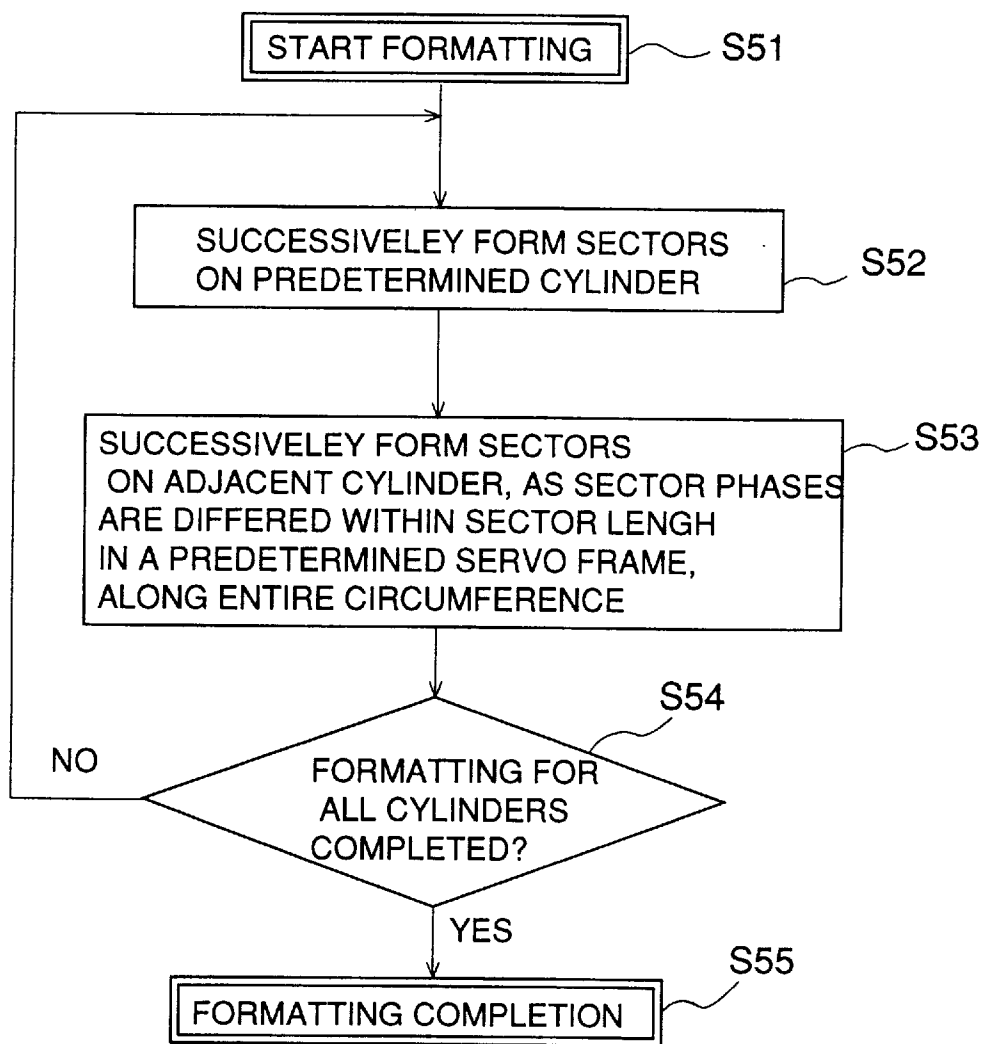 START FORMATTING
S51
SUCCESSIVELEY FORM SECTORS
ON PREDETERMINED CYLINDER
S52
SUCCESSIVELEY FORM SECTORS
ON ADJACENT CYLINDER, AS SECTOR PHASES
ARE DIFFERED WITHIN SECTOR LENGH
IN A PREDETERMINED SERVO FRAME,
ALONG ENTIRE CIRCUMFERENCE
S53
S54
NO
FORMATTING FOR
ALL CYLINDERS
COMPLETED?
YES
S55
FORMATTING COMPLETION